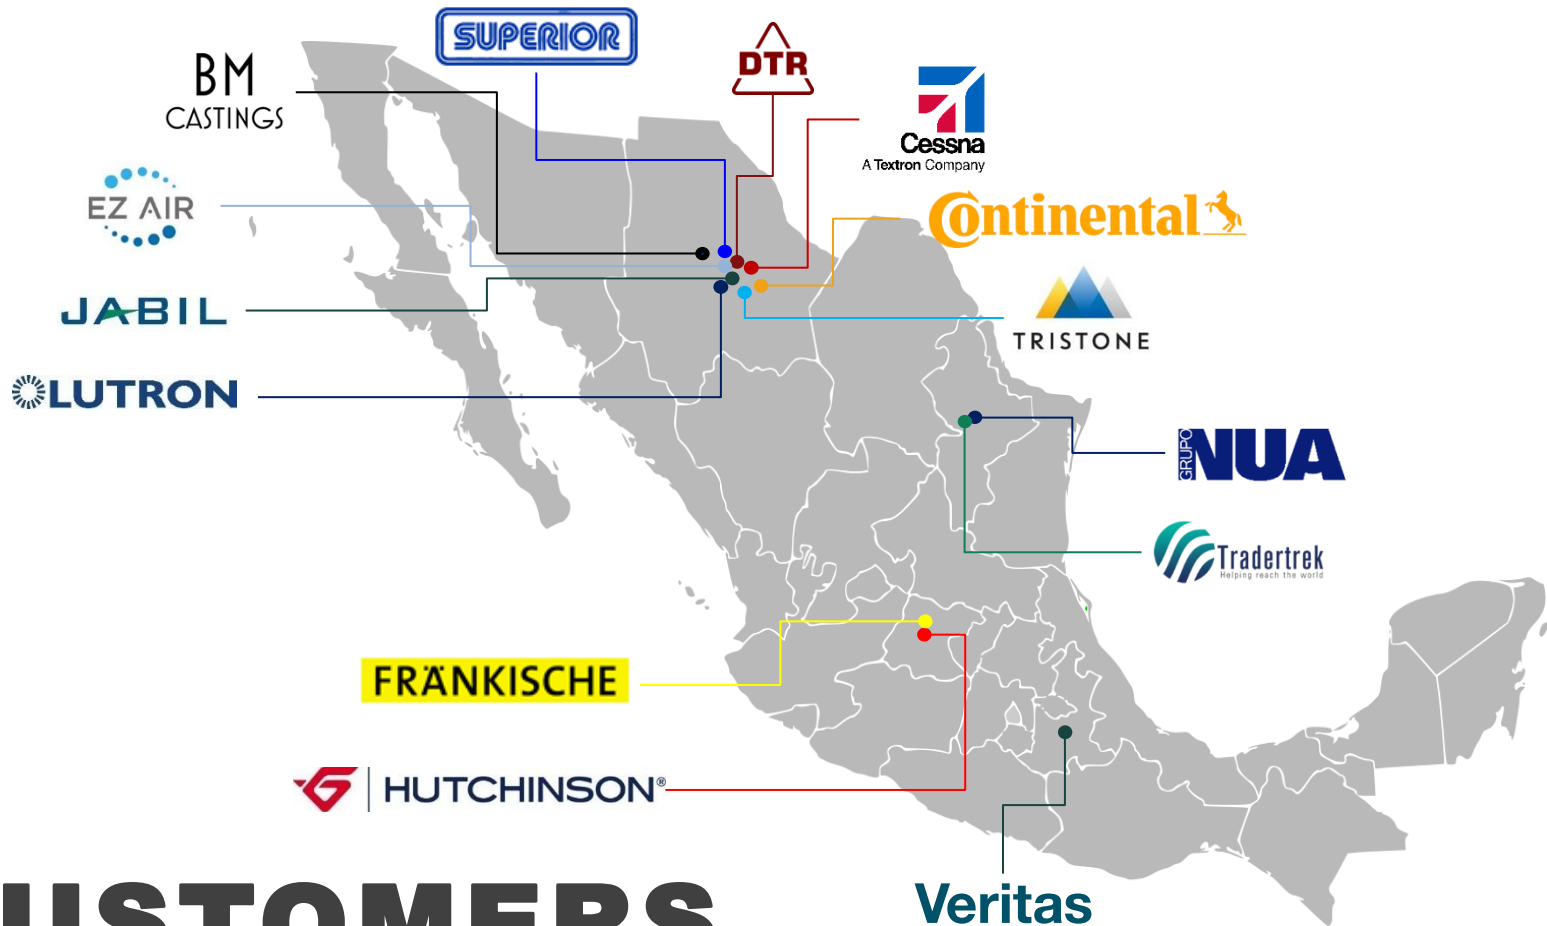 SUPERIOR
BM
CASTINGS
DTR
Cessna
A Textron Company
EZ AIR
Continental
JABIL
TRISTONE
LUTRON
GRUPO NUA
Tradertrek
Helping reach the world
FRÄNKISCHE
HUTCHINSON®
Veritas
USTOMERS